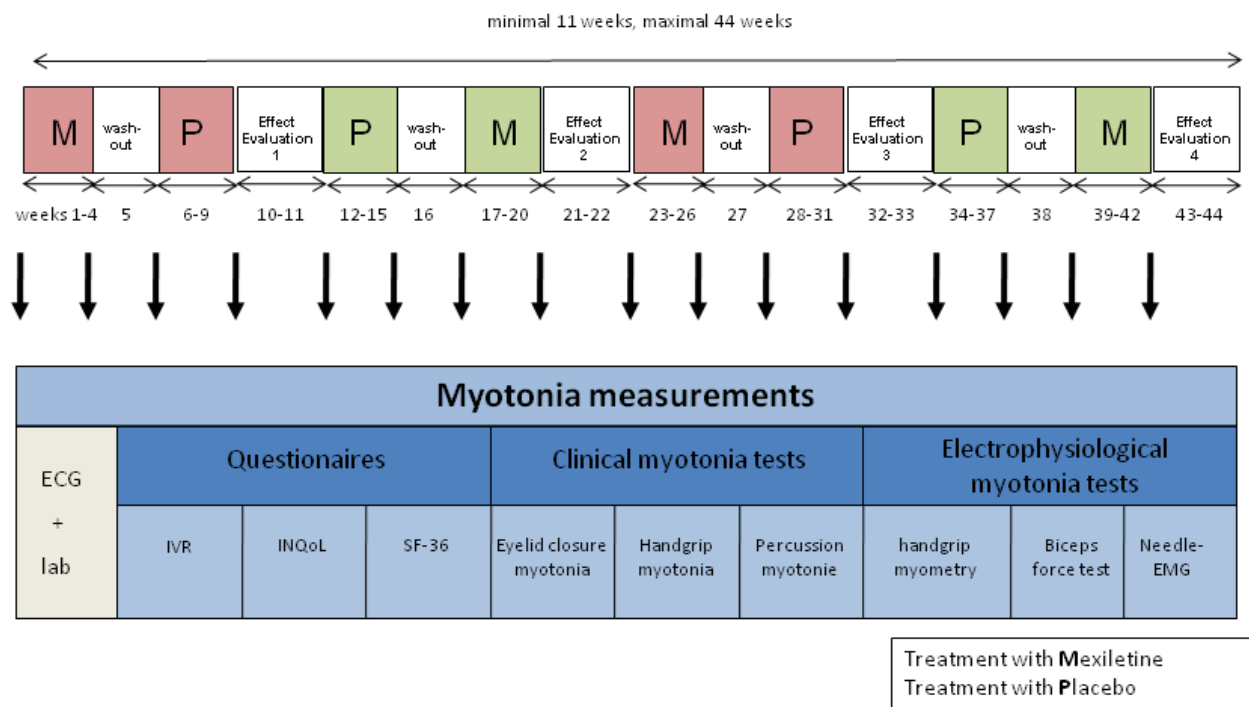 minimal 11 weeks, maximal 44 weeks
M
wash-
out
P
Effect
Evaluation
1
P
wash-
out
M
Effect
Evaluation
2
M
wash-
out
P
Effect
Evaluation
3
P
wash-
out
M
Effect
Evaluation
4
weeks 1-4 5 6-9 10-11 12-15 16 17-20 21-22 23-26 27 28-31 32-33 34-37 38 39-42 43-44
Myotonia measurements
ECG
+
lab
Questionaires
Clinical myotonia tests
Electrophysiological
myotonia tests
IVR
INQoL
SF-36
Eyelid closure
myotonia
Handgrip
myotonia
Percussion
myotonie
handgrip
myometry
Biceps
force test
Needle-
EMG
Treatment with Mexiletine
Treatment with Placebo